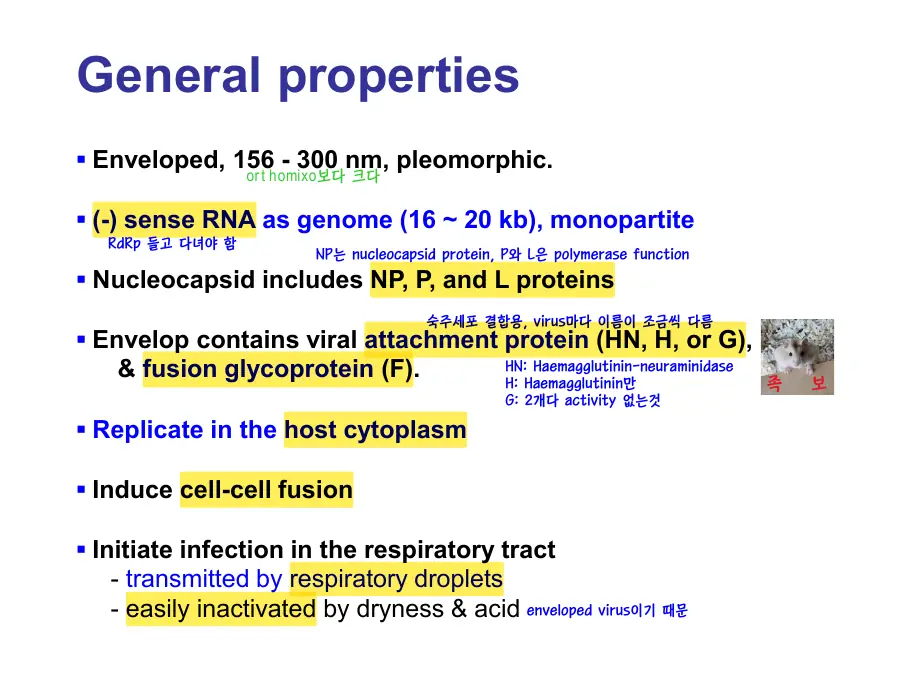 General properties
▪ Enveloped, 156 - 300 nm, pleomorphic.
orthomixo보다 크다
▪ (-) sense RNA as genome (16 ~ 20 kb), monopartite
RdRp 들고 다녀야 함
NP는 nucleocapsid protein, P와 L은 polymerase function
▪ Nucleocapsid includes NP, P, and L proteins
숙주세포 결합용, virus마다 이름이 조금씩 다름
▪ Envelop contains viral attachment protein (HN, H, or G),
& fusion glycoprotein (F).
HN: Haemagglutinin-neuraminidase
H: Haemagglutinin만
G: 2개다 activity 없는것
족 보
▪ Replicate in the host cytoplasm
▪ Induce cell-cell fusion
▪ Initiate infection in the respiratory tract
- transmitted by respiratory droplets
- easily inactivated by dryness & acid enveloped virus이기 때문